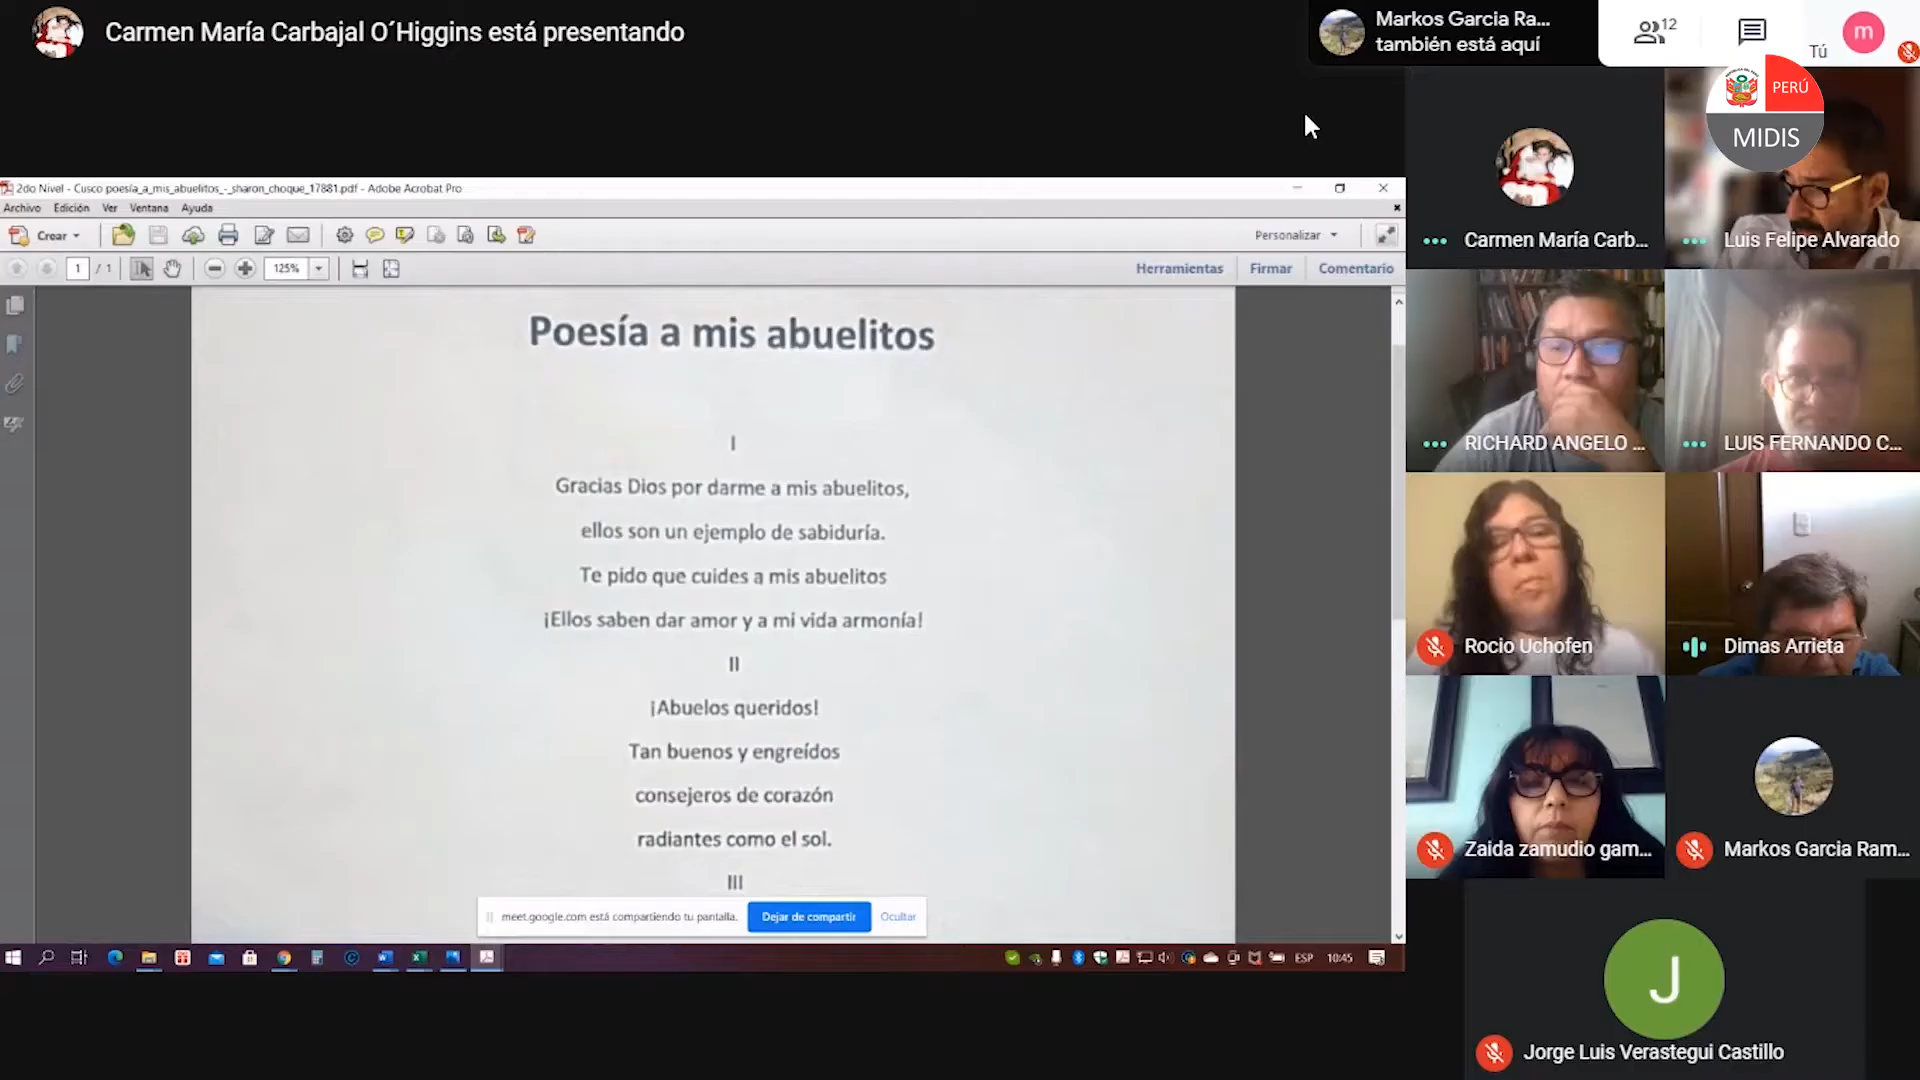 Carmen María Carbajal O´Higgins está presentando
Markos Garcia Ra...
también está aquí
12
Tú
m
PERÚ
MIDIS
2do Nivel - Cusco poesía_a_mis_abuelitos_-_sharon_choque_17881.pdf - Adobe Acrobat Pro
Archivo Edición Ver Ventana Ayuda
Crear
Personalizar
1 / 1
125%
Herramientas Firmar Comentario
Poesía a mis abuelitos
I
Gracias Dios por darme a mis abuelitos,
ellos son un ejemplo de sabiduría.
Te pido que cuides a mis abuelitos
¡Ellos saben dar amor y a mi vida armonía!
II
¡Abuelos queridos!
Tan buenos y engreídos
consejeros de corazón
radiantes como el sol.
III
meet.google.com está compartiendo tu pantalla.
Dejar de compartir
Ocultar
ESP
10:45
Carmen María Carb...
Luis Felipe Alvarado
RICHARD ANGELO ...
LUIS FERNANDO C...
Rocio Uchofen
Dimas Arrieta
Zaida zamudio gam...
Markos Garcia Ram...
J
Jorge Luis Verastegui Castillo